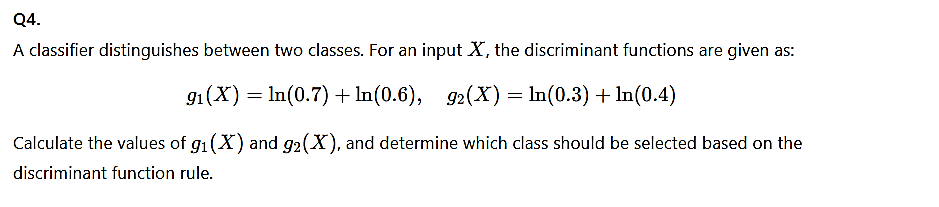 Q4.
A classifier distinguishes between two classes. For an input X, the discriminant functions are given as:
g₁(X) = ln(0.7) + ln(0.6), g₂(X) = ln(0.3) + ln(0.4)
Calculate the values of g₁(X) and g₂(X), and determine which class should be selected based on the
discriminant function rule.